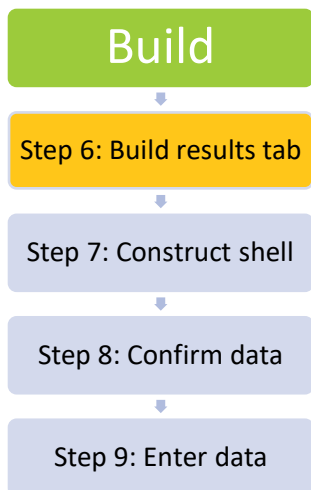 Build
Step 6: Build results tab
Step 7: Construct shell
Step 8: Confirm data
Step 9: Enter data